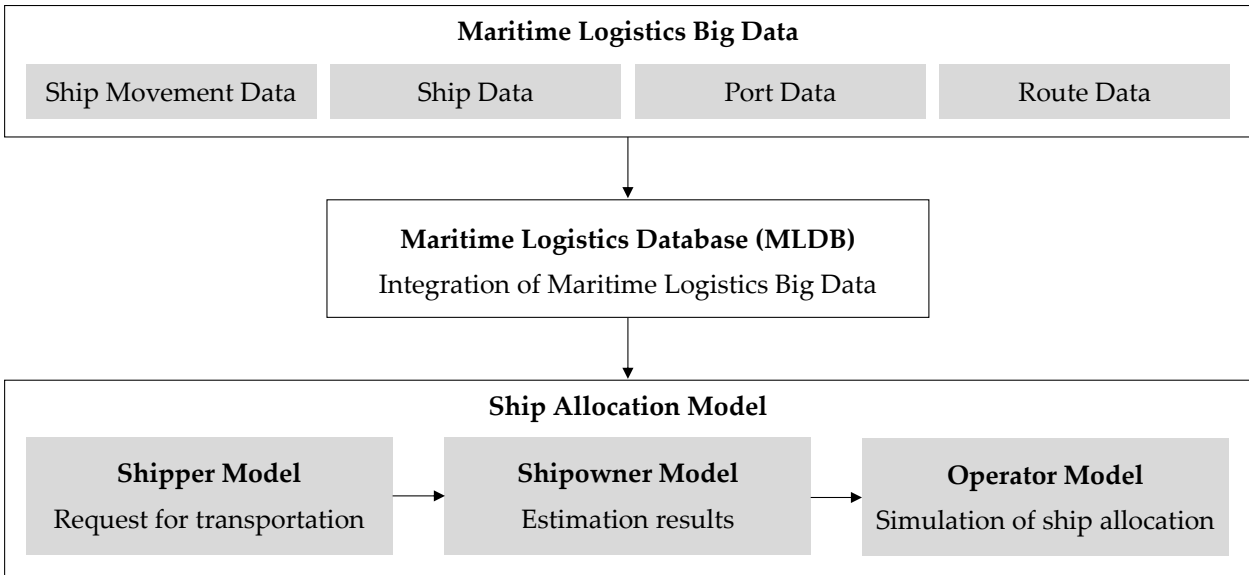 Maritime Logistics Big Data
Ship Movement Data
Ship Data
Port Data
Route Data
Maritime Logistics Database (MLDB)
Integration of Maritime Logistics Big Data
Ship Allocation Model
Shipper Model
Request for transportation
Shipowner Model
Estimation results
Operator Model
Simulation of ship allocation